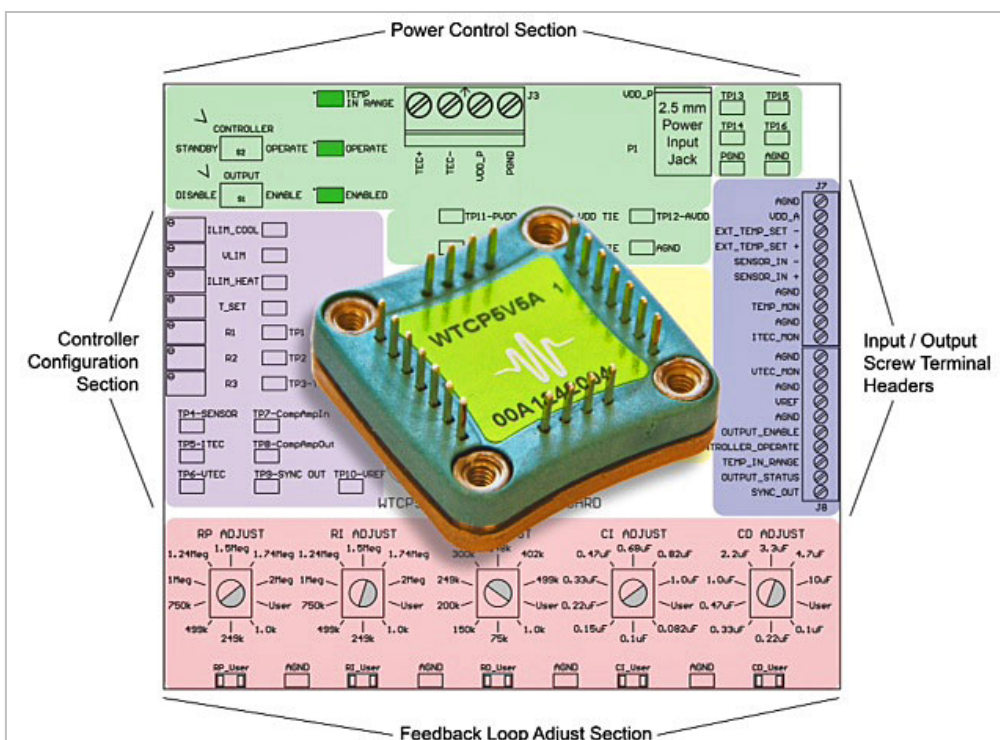 Power Control Section
TEMP
IN RANGE
CONTROLLER
STANDBY S2 OPERATE OPERATE
OUTPUT
DISABLE S1 ENABLE ENABLED
J3
TEC+ TEC- VDD_P PGND
VDD_P
2.5 mm
Power
Input
Jack
P1
TP13 TP15
TP14 TP16
PGND AGND
TP11-PVDD VDD TIE TP12-AVDD
AGND
Controller
Configuration
Section
ILIM_COOL
VLIM
ILIM_HEAT
T_SET
R1 TP1
R2 TP2
R3
TP4-SENSOR TP7-CompAmpIn
TP5-ITEC TP8-CompAmpOut
TP6-VTEC TP9-SYNC OUT TP10-VREF
WTCP5V5A 1
J7
AGND
VDD_A
EXT_TEMP_SET -
EXT_TEMP_SET +
SENSOR_IN -
SENSOR_IN +
AGND
TEMP_MON
AGND
ITEC_MON
AGND
VTEC_MON
AGND
VREF
AGND
OUTPUT_ENABLE
NTROLLER_OPERATE
TEMP_IN_RANGE
OUTPUT_STATUS
SYNC_OUT
J8
Input / Output
Screw Terminal
Headers
RP ADJUST
1.5Meg
1.24Meg 1.74Meg
1Meg 2Meg
750k User
499k 1.0k
249k
RI ADJUST
1.5Meg
1.24Meg 1.74Meg
1Meg 2Meg
750k User
499k 1.0k
249k
300k 402k
249k 499k
200k User
150k 1.0k
75k
CI ADJUST
0.68uF
0.47uF 0.82uF
0.33uF 1.0uF
0.22uF User
0.15uF 0.082uF
0.1uF
CD ADJUST
3.3uF
2.2uF 4.7uF
1.0uF 10uF
0.47uF User
0.33uF 0.1uF
0.22uF
RP_User AGND RI_User AGND RD_User AGND CI_User AGND CD_User
Feedback Loop Adjust Section